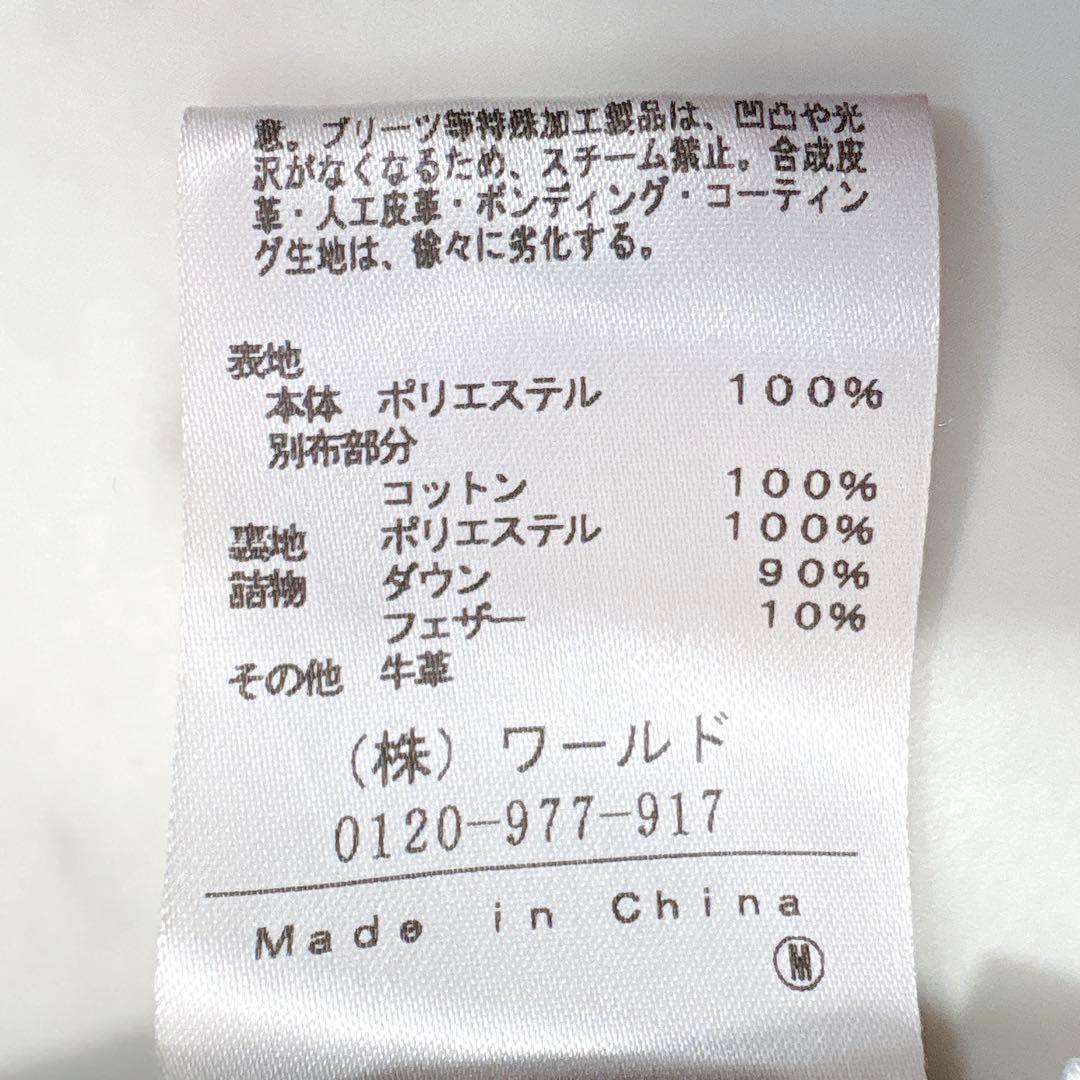 意。プリーツ等特殊加工製品は、凹凸や光
沢がなくなるため、スチーム禁止。合成皮
革・人工皮革・ボンディング・コーティン
グ生地は、徐々に劣化する。
表地
本体 ポリエステル 100%
別布部分
コットン 100%
裏地 ポリエステル 100%
詰物 ダウン 90%
フェザー 10%
その他 牛革
(株) ワールド
0120-977-917
Made in China
Ⓜ